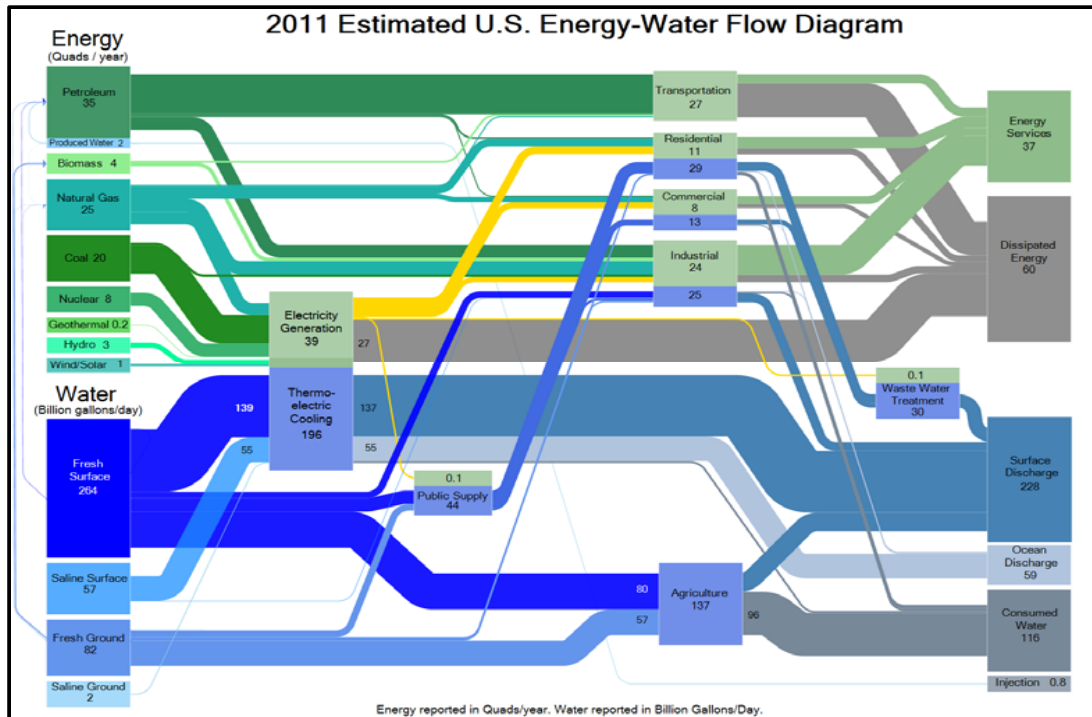 2011 Estimated U.S. Energy-Water Flow Diagram
Energy
(Quads / year)
Petroleum
35
Produced Water 2
Biomass 4
Natural Gas
25
Coal 20
Nuclear 8
Geothermal 0.2
Hydro 3
Wind/Solar 1
Water
(Billion gallons/day)
Fresh
Surface
264
Saline Surface
57
Fresh Ground
82
Saline Ground
2
Electricity
Generation
39
27
Thermo-
electric
Cooling
196
139
55
137
55
0.1
Public Supply
44
Transportation
27
Residential
11
29
Commercial
8
13
Industrial
24
25
80
57
Agriculture
137
96
0.1
Waste Water
Treatment
30
Energy
Services
37
Dissipated
Energy
60
Surface
Discharge
228
Ocean
Discharge
59
Consumed
Water
116
Injection 0.8
Energy reported in Quads/year. Water reported in Billion Gallons/Day.